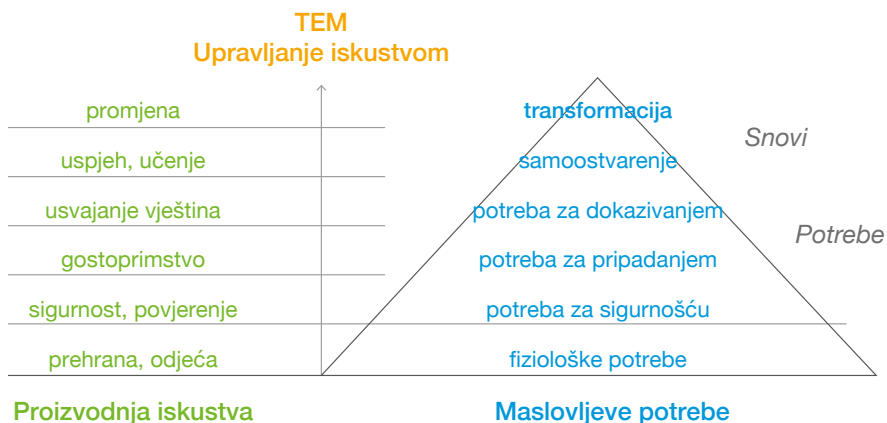 TEM
Upravljanje iskustvom
promjena
transformacija
Snovi
uspjeh, učenje
samoostvarenje
usvajanje vještina
potreba za dokazivanjem
Potrebe
gostoprimstvo
potreba za pripadanjem
sigurnost, povjerenje
potreba za sigurnošću
prehrana, odjeća
fiziološke potrebe
Proizvodnja iskustva
Maslovljeve potrebe